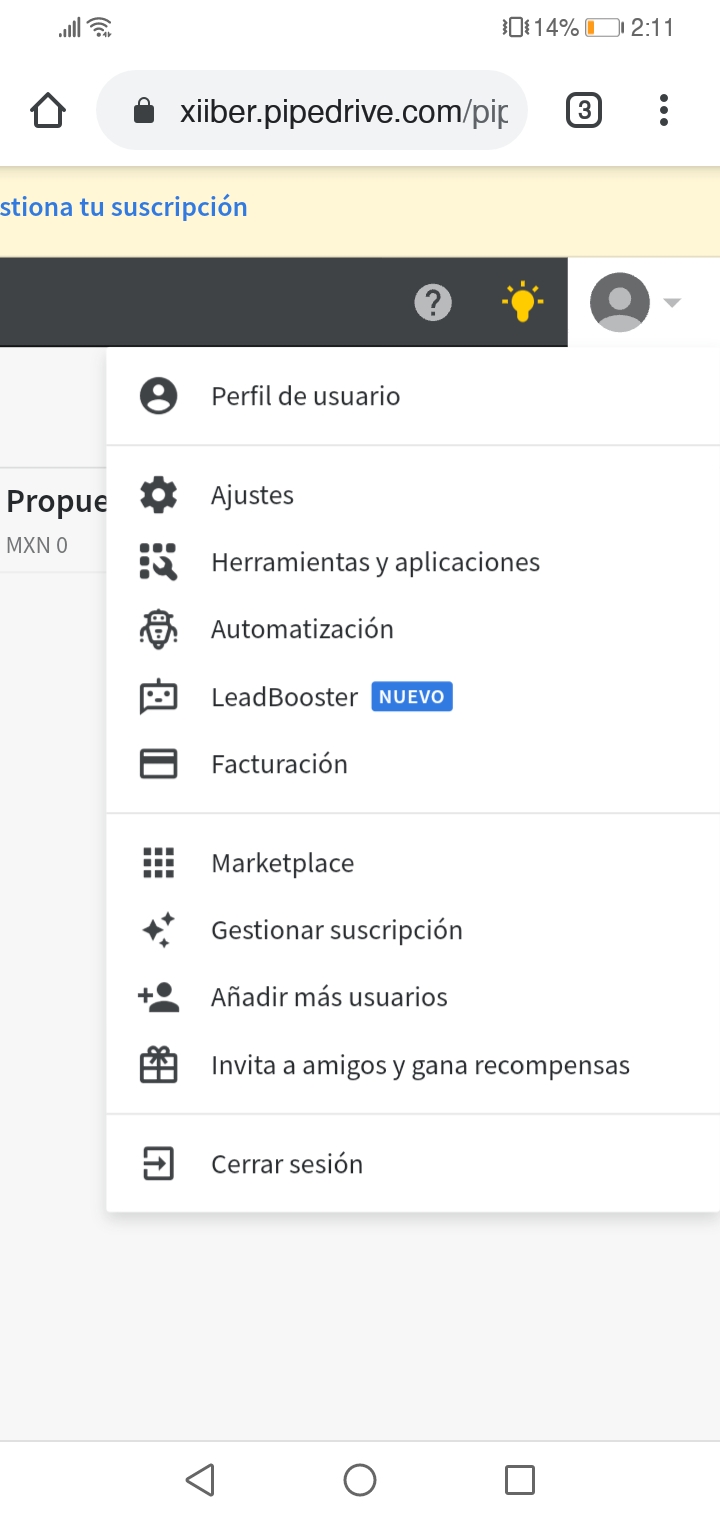 14% 2:11
xiiber.pipedrive.com/pip
3
stiona tu suscripción
?
Perfil de usuario
Propue
MXN 0
Ajustes
Herramientas y aplicaciones
Automatización
LeadBooster NUEVO
Facturación
Marketplace
Gestionar suscripción
Añadir más usuarios
Invita a amigos y gana recompensas
Cerrar sesión